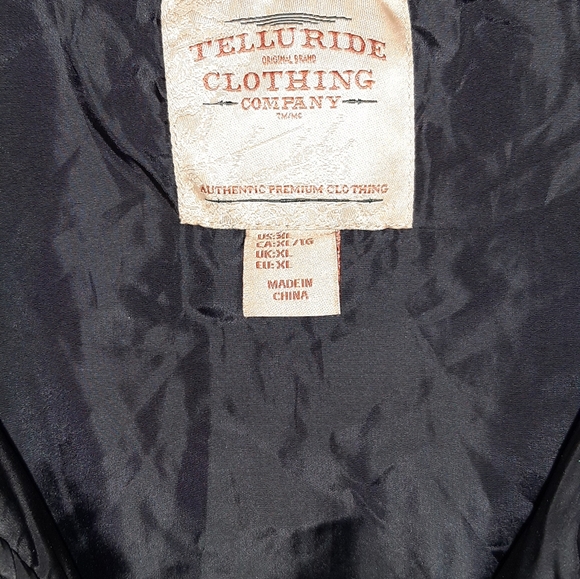 TELLURIDE
ORIGINAL BRAND
CLOTHING
COMPANY
TM/MC
AUTHENTIC PREMIUM CLOTHING
US:XL
CA:XL/TG
UK:XL
EU:XL
MADE IN
CHINA